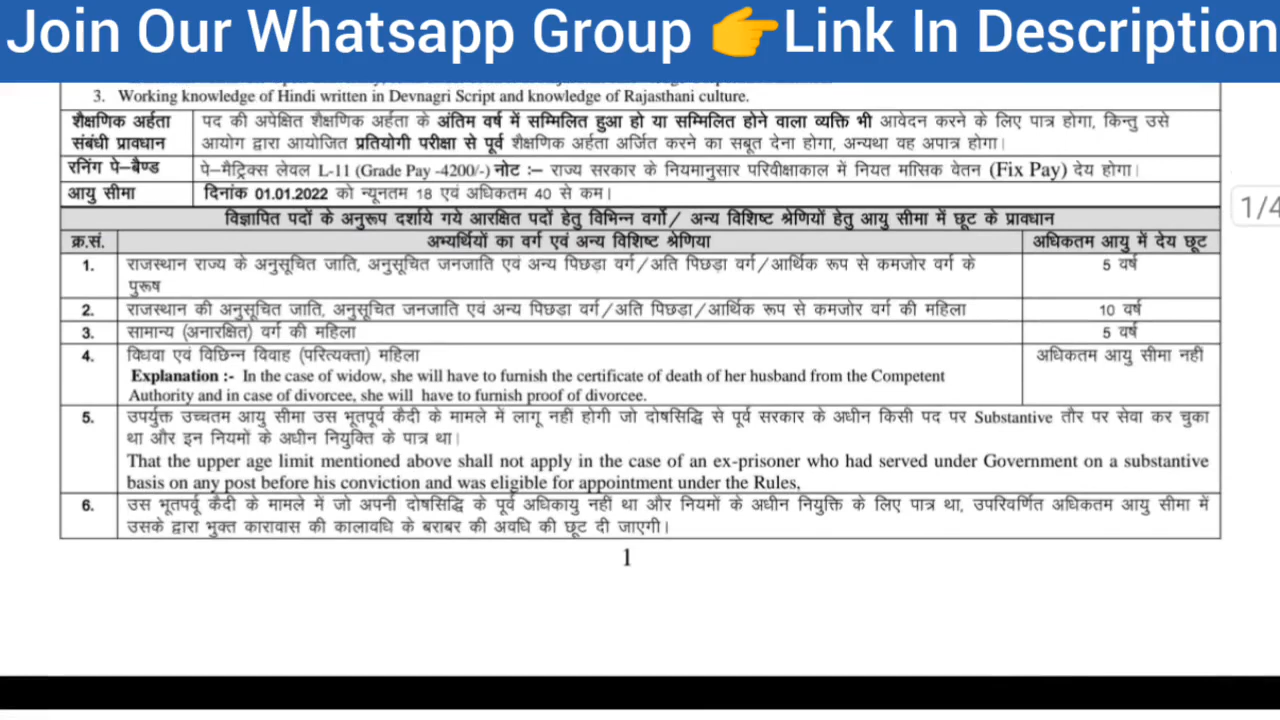 Join Our Whatsapp Group 👉Link In Description
3. Working knowledge of Hindi written in Devnagri Script and knowledge of Rajasthani culture.
शैक्षणिक अर्हता संबंधी प्रावधान
पद की अपेक्षित शैक्षणिक अर्हता के अंतिम वर्ष में सम्मिलित हुआ हो या सम्मिलित होने वाला व्यक्ति भी आवेदन करने के लिए पात्र होगा, किन्तु उसे
आयोग द्वारा आयोजित प्रतियोगी परीक्षा से पूर्व शैक्षणिक अर्हता अर्जित करने का सबूत देना होगा, अन्यथा वह अपात्र होगा।
रनिंग पे–बैण्ड पे–मैट्रिक्स लेवल L-11 (Grade Pay -4200/-) नोट :– राज्य सरकार के नियमानुसार परिवीक्षाकाल में नियत मासिक वेतन (Fix Pay) देय होगा।
आयु सीमा दिनांक 01.01.2022 को न्यूनतम 18 एवं अधिकतम 40 से कम।
1/4
विज्ञापित पदों के अनुरूप दर्शाये गये आरक्षित पदों हेतु विभिन्न वर्गो/ अन्य विशिष्ट श्रेणियों हेतु आयु सीमा में छूट के प्रावधान
क्र.सं. अभ्यर्थियों का वर्ग एवं अन्य विशिष्ट श्रेणिया अधिकतम आयु में देय छूट
1. राजस्थान राज्य के अनुसूचित जाति, अनुसूचित जनजाति एवं अन्य पिछड़ा वर्ग/अति पिछड़ा वर्ग/आर्थिक रूप से कमजोर वर्ग के 5 वर्ष
पुरूष
2. राजस्थान की अनुसूचित जाति, अनुसूचित जनजाति एवं अन्य पिछड़ा वर्ग/अति पिछड़ा/आर्थिक रूप से कमजोर वर्ग की महिला 10 वर्ष
3. सामान्य (अनारक्षित) वर्ग की महिला 5 वर्ष
4. विधवा एवं विछिन्न विवाह (परित्यक्ता) महिला अधिकतम आयु सीमा नहीं
Explanation :- In the case of widow, she will have to furnish the certificate of death of her husband from the Competent
Authority and in case of divorcee, she will have to furnish proof of divorcee.
5. उपर्युक्त उच्चतम आयु सीमा उस भूतपूर्व कैदी के मामले में लागू नहीं होगी जो दोषसिद्धि से पूर्व सरकार के अधीन किसी पद पर Substantive तौर पर सेवा कर चुका
था और इन नियमों के अधीन नियुक्ति के पात्र था।
That the upper age limit mentioned above shall not apply in the case of an ex-prisoner who had served under Government on a substantive
basis on any post before his conviction and was eligible for appointment under the Rules,
6. उस भूतपर्वू कैदी के मामले में जो अपनी दोषसिद्धि के पूर्व अधिकायु नहीं था और नियमों के अधीन नियुक्ति के लिए पात्र था, उपरिवर्णित अधिकतम आयु सीमा में
उसके द्वारा भुक्त कारावास की कालावधि के बराबर की अवधि की छूट दी जाएगी।
1